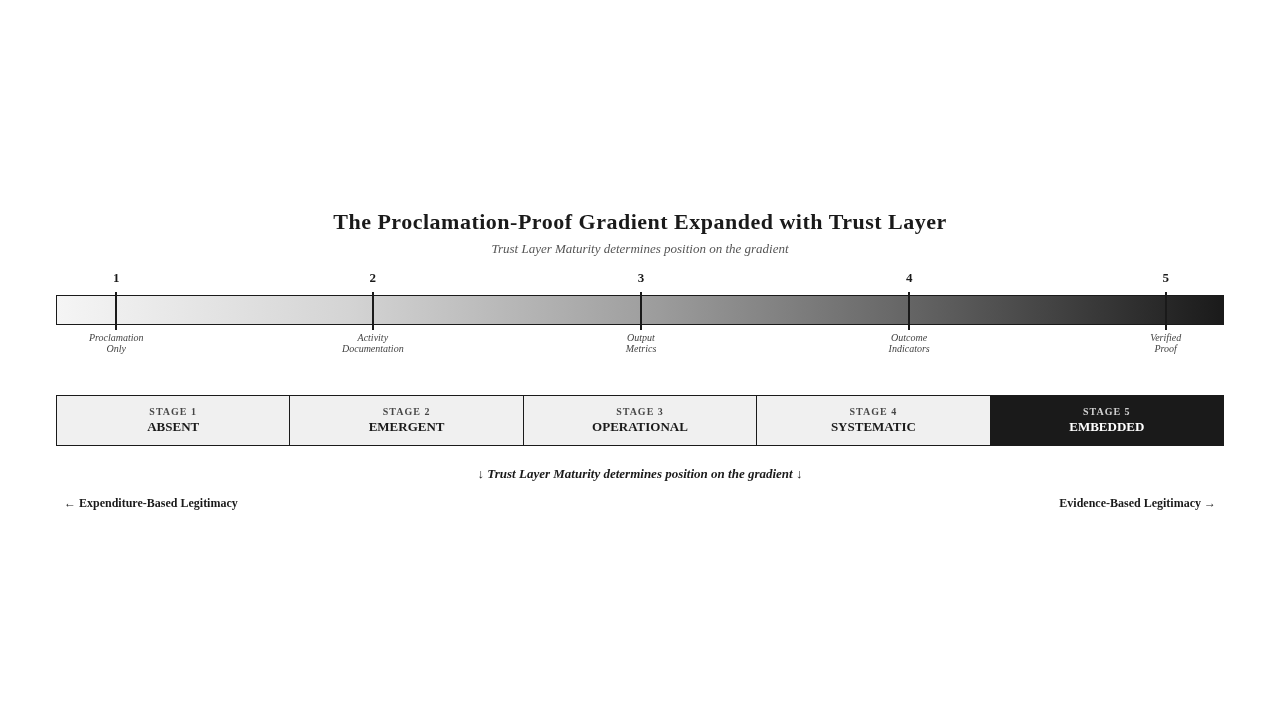 The Proclamation-Proof Gradient Expanded with Trust Layer
Trust Layer Maturity determines position on the gradient
1 2 3 4 5
Proclamation Only
Activity Documentation
Output Metrics
Outcome Indicators
Verified Proof
STAGE 1
ABSENT
STAGE 2
EMERGENT
STAGE 3
OPERATIONAL
STAGE 4
SYSTEMATIC
STAGE 5
EMBEDDED
↓ Trust Layer Maturity determines position on the gradient ↓
← Expenditure-Based Legitimacy
Evidence-Based Legitimacy →